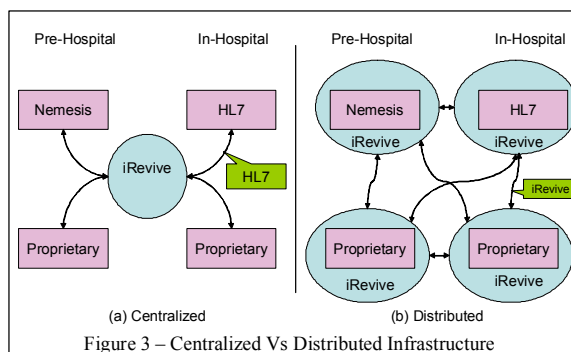 Pre-Hospital In-Hospital
Nemesis HL7
iRevive
HL7
Proprietary Proprietary
(a) Centralized
Pre-Hospital In-Hospital
Nemesis HL7
iRevive iRevive
iRevive
Proprietary Proprietary
iRevive iRevive
(b) Distributed
Figure 3 – Centralized Vs Distributed Infrastructure